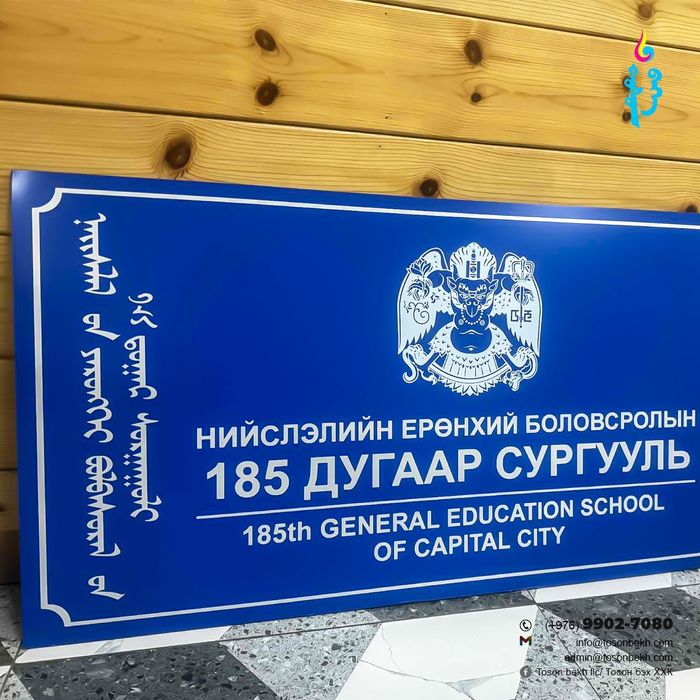 НИЙСЛЭЛИЙН ЕРӨНХИЙ БОЛОВСРОЛЫН
185 ДУГААР СУРГУУЛЬ
185th GENERAL EDUCATION SCHOOL
OF CAPITAL CITY
(+976) 9902-7080
info@tosonbekh.com
admin@tosonbekh.com
Toson bekh llc/ Тосон бэх ХХК